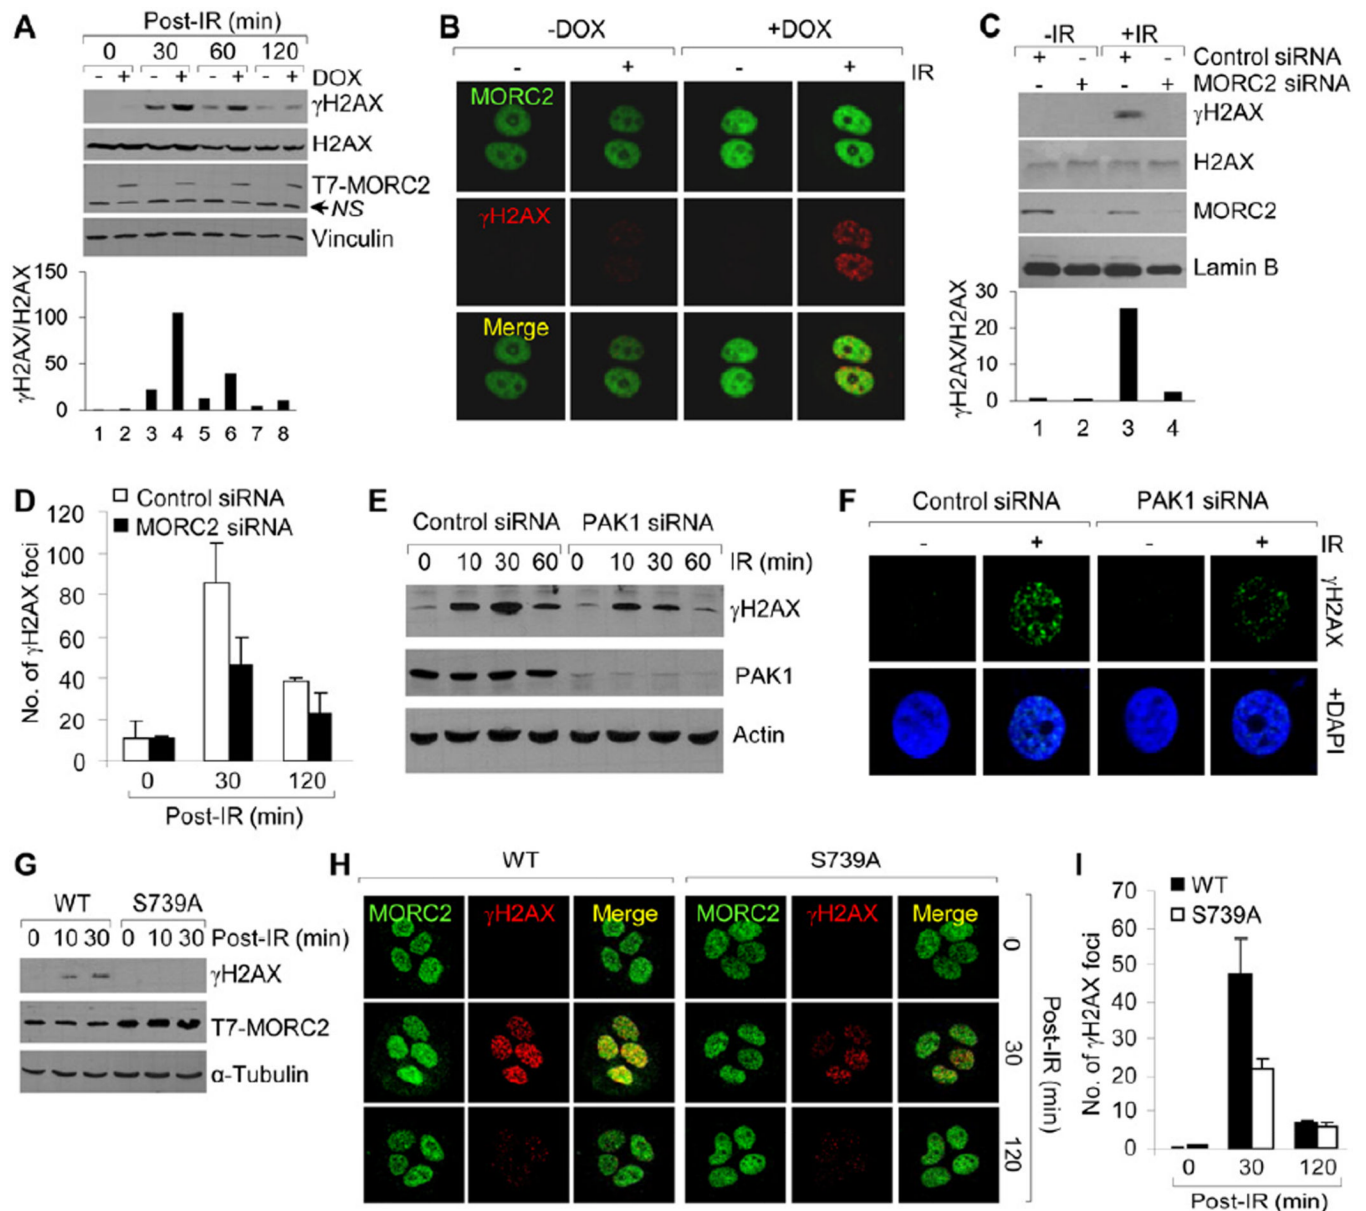 A
Post-IR (min)
0 30 60 120
- + - + - + - + DOX
γH2AX
H2AX
T7-MORC2
←NS
Vinculin
γH2AX/H2AX
150
100
50
0
1 2 3 4 5 6 7 8
B
-DOX +DOX
- + - + IR
MORC2
γH2AX
Merge
C
-IR +IR
+ - + - Control siRNA
- + - + MORC2 siRNA
γH2AX
H2AX
MORC2
Lamin B
γH2AX/H2AX
30
20
10
0
1 2 3 4
D
Control siRNA
MORC2 siRNA
No. of γH2AX foci
120
100
80
60
40
20
0
0 30 120
Post-IR (min)
E
Control siRNA PAK1 siRNA
0 10 30 60 0 10 30 60 IR (min)
γH2AX
PAK1
Actin
F
Control siRNA PAK1 siRNA
- + - + IR
γH2AX
+DAPI
G
WT S739A
0 10 30 0 10 30 Post-IR (min)
γH2AX
T7-MORC2
α-Tubulin
H
WT S739A
MORC2 γH2AX Merge MORC2 γH2AX Merge
0
30
120
Post-IR (min)
I
WT
S739A
No. of γH2AX foci
70
60
50
40
30
20
10
0
0 30 120
Post-IR (min)